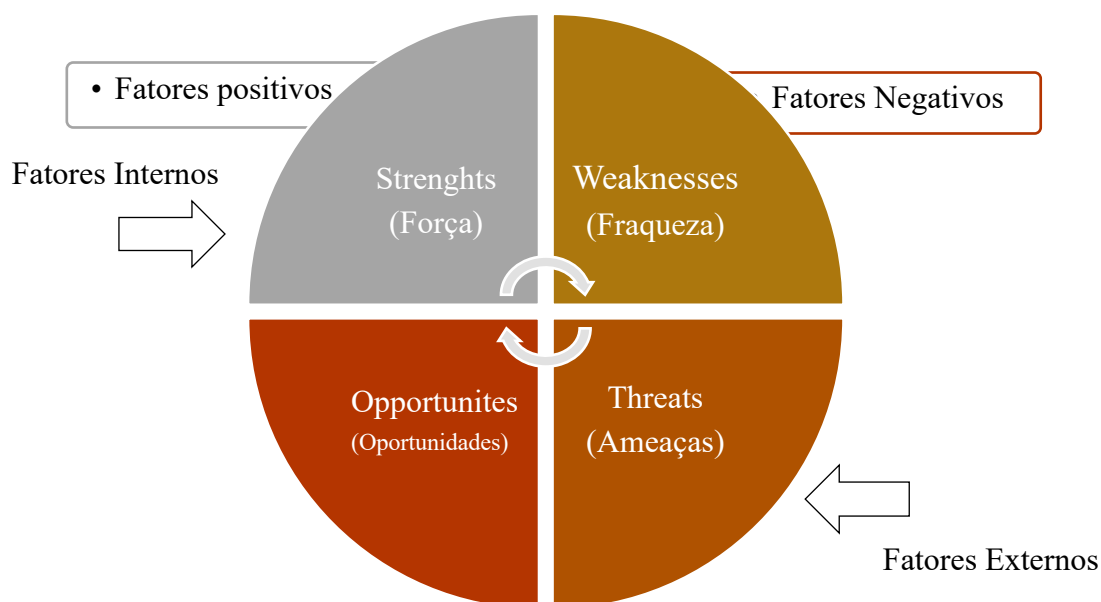 • Fatores positivos
Fatores Negativos
Fatores Internos
Strenghts
(Força)
Weaknesses
(Fraqueza)
Opportunites
(Oportunidades)
Threats
(Ameaças)
Fatores Externos